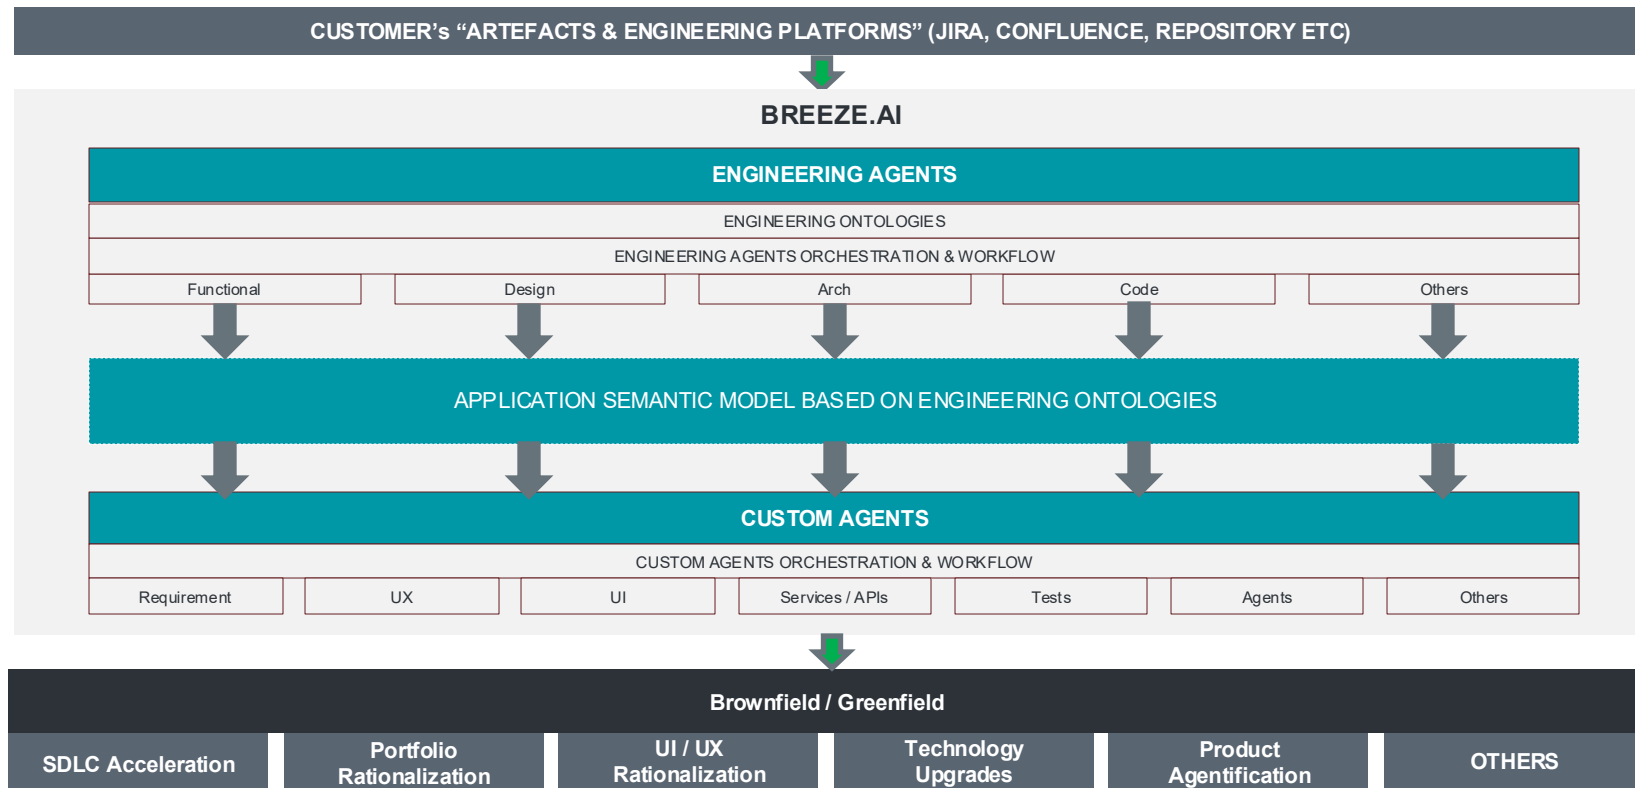 CUSTOMER's “ARTEFACTS & ENGINEERING PLATFORMS” (JIRA, CONFLUENCE, REPOSITORY ETC)
BREEZE.AI
ENGINEERING AGENTS
ENGINEERING ONTOLOGIES
ENGINEERING AGENTS ORCHESTRATION & WORKFLOW
Functional
Design
Arch
Code
Others
APPLICATION SEMANTIC MODEL BASED ON ENGINEERING ONTOLOGIES
CUSTOM AGENTS
CUSTOM AGENTS ORCHESTRATION & WORKFLOW
Requirement
UX
UI
Services / APIs
Tests
Agents
Others
Brownfield / Greenfield
SDLC Acceleration
Portfolio
Rationalization
UI / UX
Rationalization
Technology
Upgrades
Product
Agentification
OTHERS